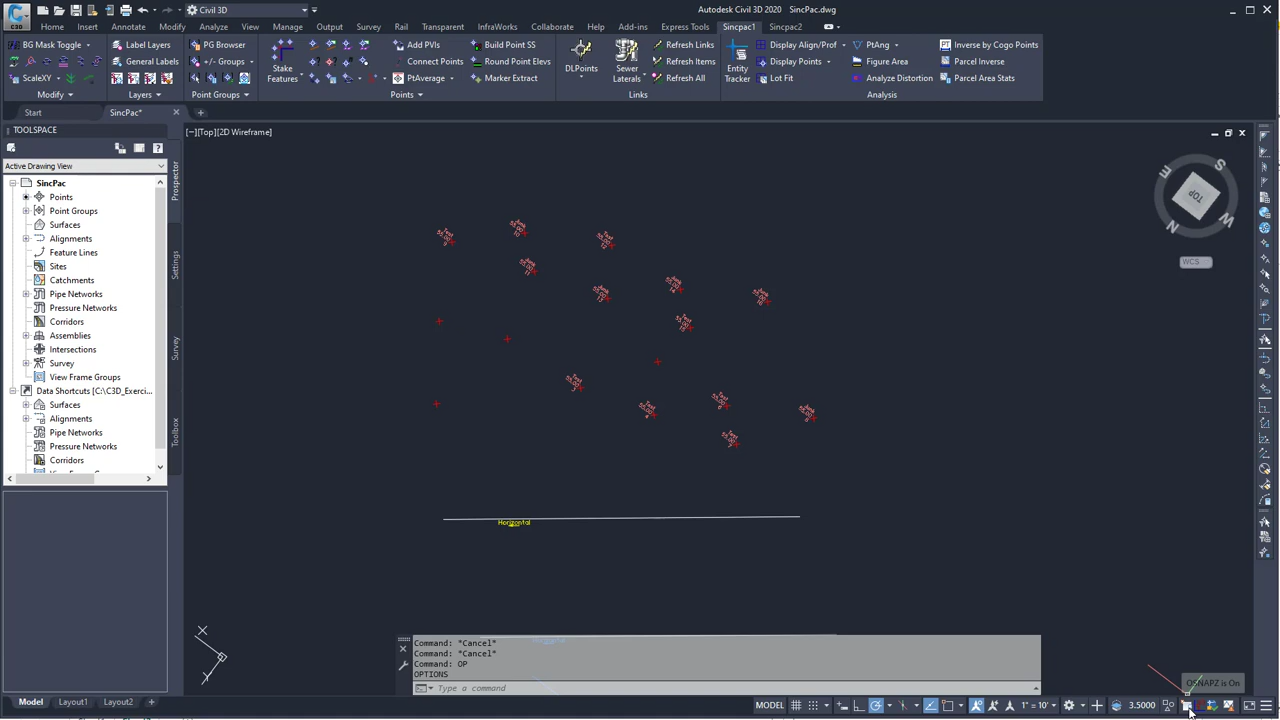 C3D
Civil 3D
Autodesk Civil 3D 2020 SincPac.dwg
Home Insert Annotate Modify Analyze View Manage Output Survey Rail Transparent InfraWorks Collaborate Help Add-ins Express Tools Sincpac1 Sincpac2
BG Mask Toggle
ScaleXY
Modify
Label Layers
General Labels
Layers
PG Browser
+/- Groups
Point Groups
Stake Features
Add PVIs
Connect Points
PtAverage
Build Point SS
Round Point Elevs
Marker Extract
Points
DLPoints
Sewer Laterals
Refresh Links
Refresh Items
Refresh All
Links
Entity Tracker
Display Align/Prof
Display Points
Lot Fit
PtAng
Figure Area
Analyze Distortion
Inverse by Cogo Points
Parcel Inverse
Parcel Area Stats
Analysis
Start SincPac*
TOOLSPACE
Active Drawing View
SincPac
Points
Point Groups
Surfaces
Alignments
Feature Lines
Sites
Catchments
Pipe Networks
Pressure Networks
Corridors
Assemblies
Intersections
Survey
View Frame Groups
Data Shortcuts [C:\C3D_Exerci...
Surfaces
Alignments
Pipe Networks
Pressure Networks
Corridors
Prospector
Settings
Survey
Toolbox
[−][Top][2D Wireframe]
S
E
TOP
W
N
WCS
Horizontal
X
Y
Command: *Cancel*
Command: *Cancel*
Command: OP
OPTIONS
Type a command
OSNAPZ is On
Model Layout1 Layout2
MODEL 1" = 10' 3.5000